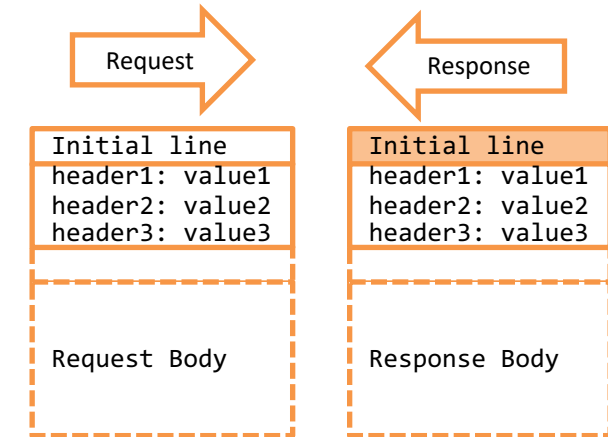 Request
Initial line
header1: value1
header2: value2
header3: value3
Request Body
Response
Initial line
header1: value1
header2: value2
header3: value3
Response Body